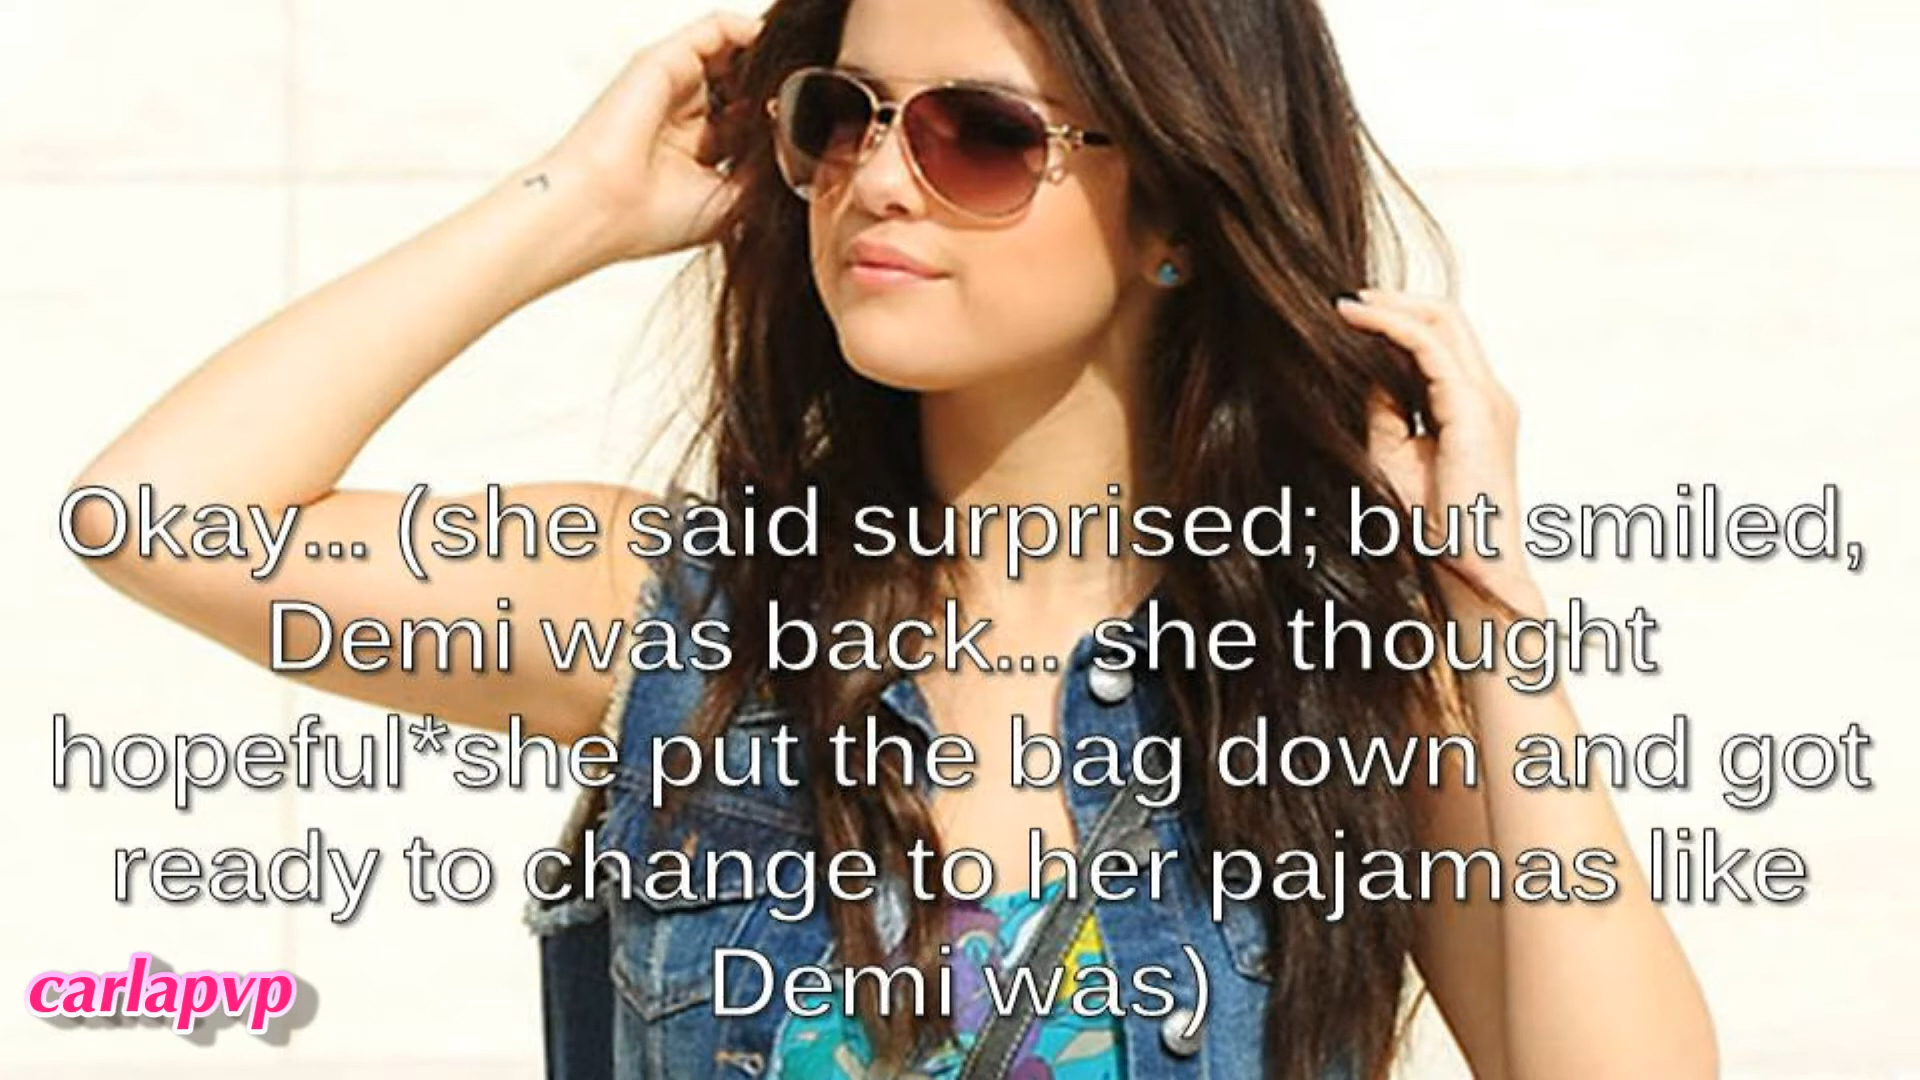 Okay... (she said surprised; but smiled,
Demi was back... she thought
hopeful*she put the bag down and got
ready to change to her pajamas like
Demi was)
carlapvp